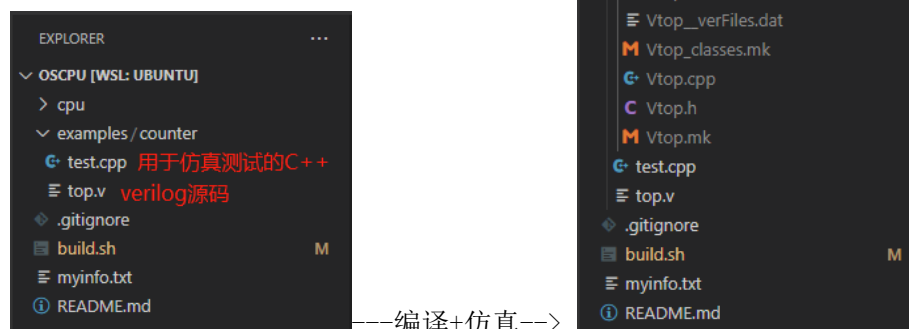 EXPLORER ...
OSCPU [WSL: UBUNTU]
cpu
examples / counter
test.cpp 用于仿真测试的C++
top.v verilog源码
.gitignore
build.sh M
myinfo.txt
README.md
---编译+仿真-->
Vtop__verFiles.dat
Vtop_classes.mk
Vtop.cpp
Vtop.h
Vtop.mk
test.cpp
top.v
.gitignore
build.sh M
myinfo.txt
README.md